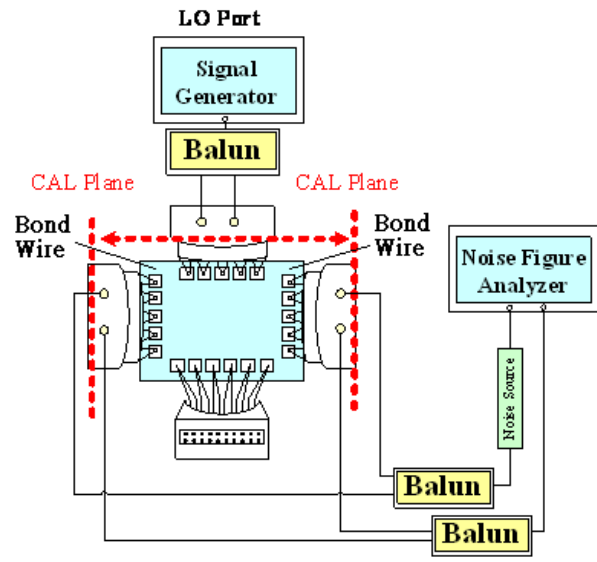 LO Port
Signal
Generator
Balun
CAL Plane
CAL Plane
Bond
Wire
Bond
Wire
Noise Figure
Analyzer
Noise Source
Balun
Balun